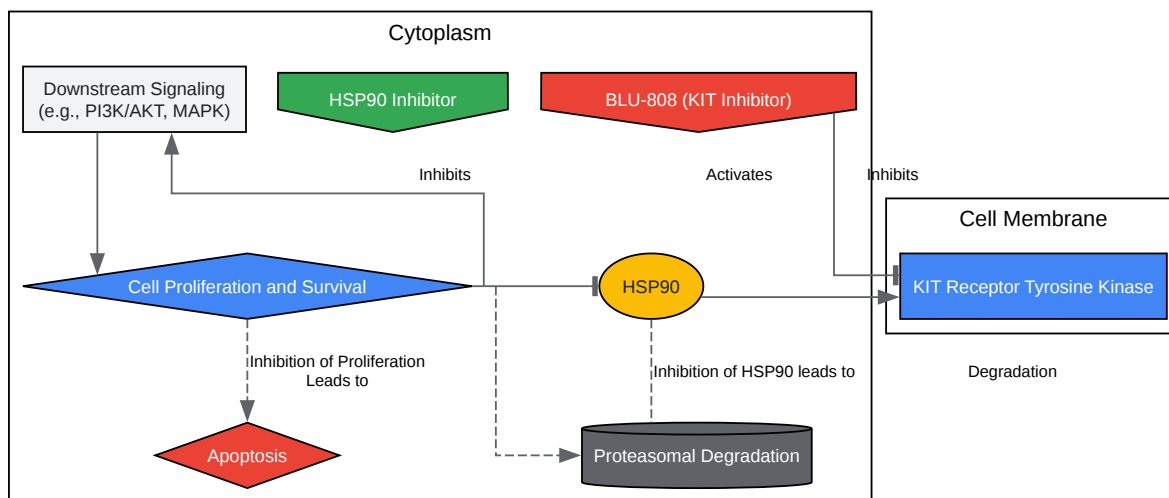 Cytoplasm
Downstream Signaling
(e.g., PI3K/AKT, MAPK)
HSP90 Inhibitor
BLU-808 (KIT Inhibitor)
Inhibits
Activates
Inhibits
Cell Membrane
Cell Proliferation and Survival
HSP90
KIT Receptor Tyrosine Kinase
Inhibition of Proliferation
Leads to
Inhibition of HSP90 leads to
Degradation
Apoptosis
Proteasomal Degradation